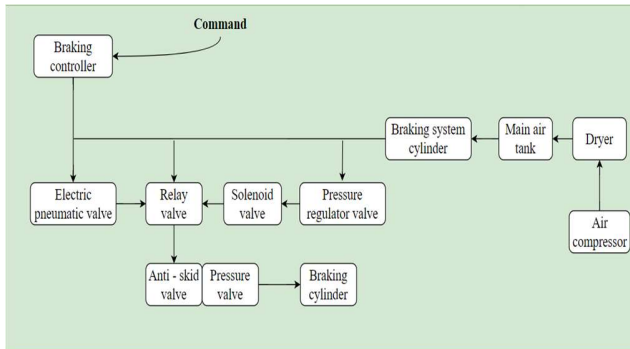 Command
Braking
controller
Braking system
cylinder
Main air
tank
Dryer
Electric
pneumatic valve
Relay
valve
Solenoid
valve
Pressure
regulator valve
Air
compressor
Anti - skid
valve
Pressure
valve
Braking
cylinder